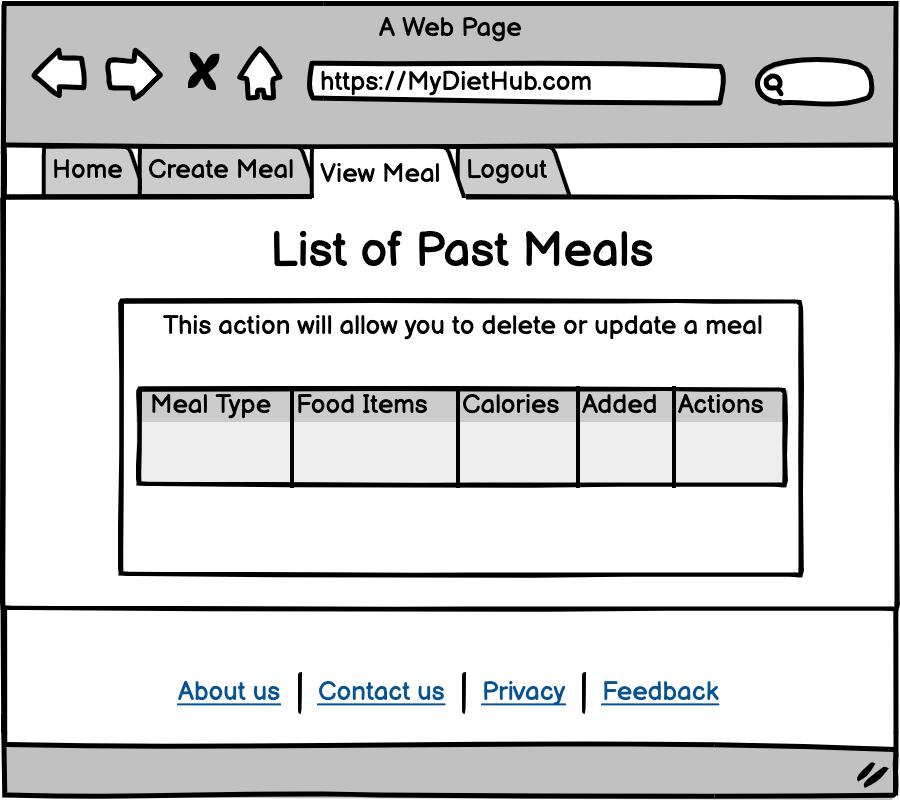 A Web Page
https://MyDietHub.com
Home Create Meal View Meal Logout
List of Past Meals
This action will allow you to delete or update a meal
Meal Type Food Items Calories Added Actions
About us Contact us Privacy Feedback